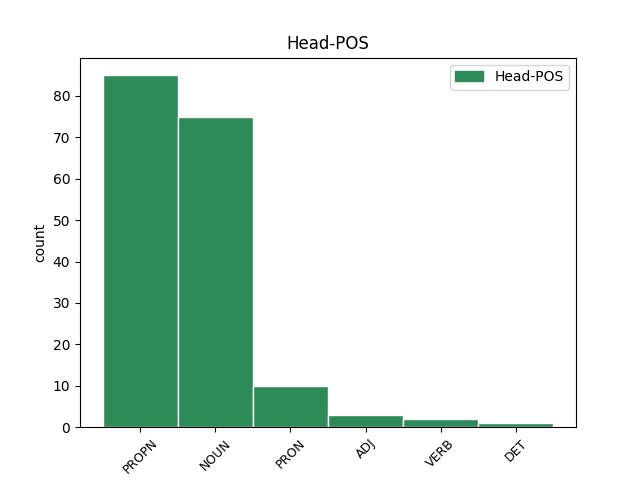 Head-POS
Head-POS
count
80
70
60
50
40
30
20
10
0
PROPN
NOUN
PRON
ADJ
VERB
DET